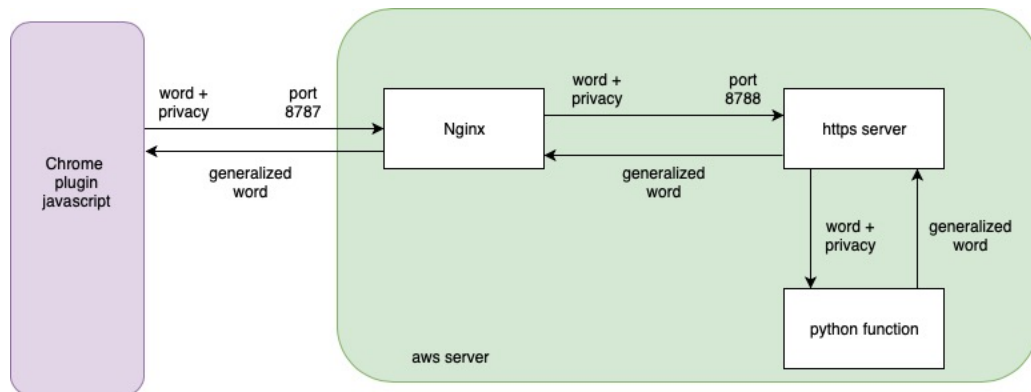 Chrome
plugin
javascript
word +
privacy
port
8787
generalized
word
Nginx
word +
privacy
port
8788
generalized
word
https server
word +
privacy
generalized
word
python function
aws server